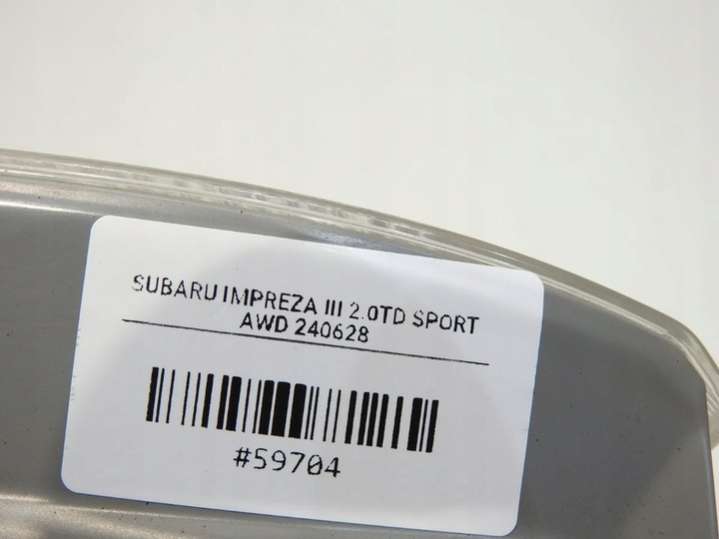 SUBARU IMPREZA III 2.0TD SPORT
AWD 240628
#59704